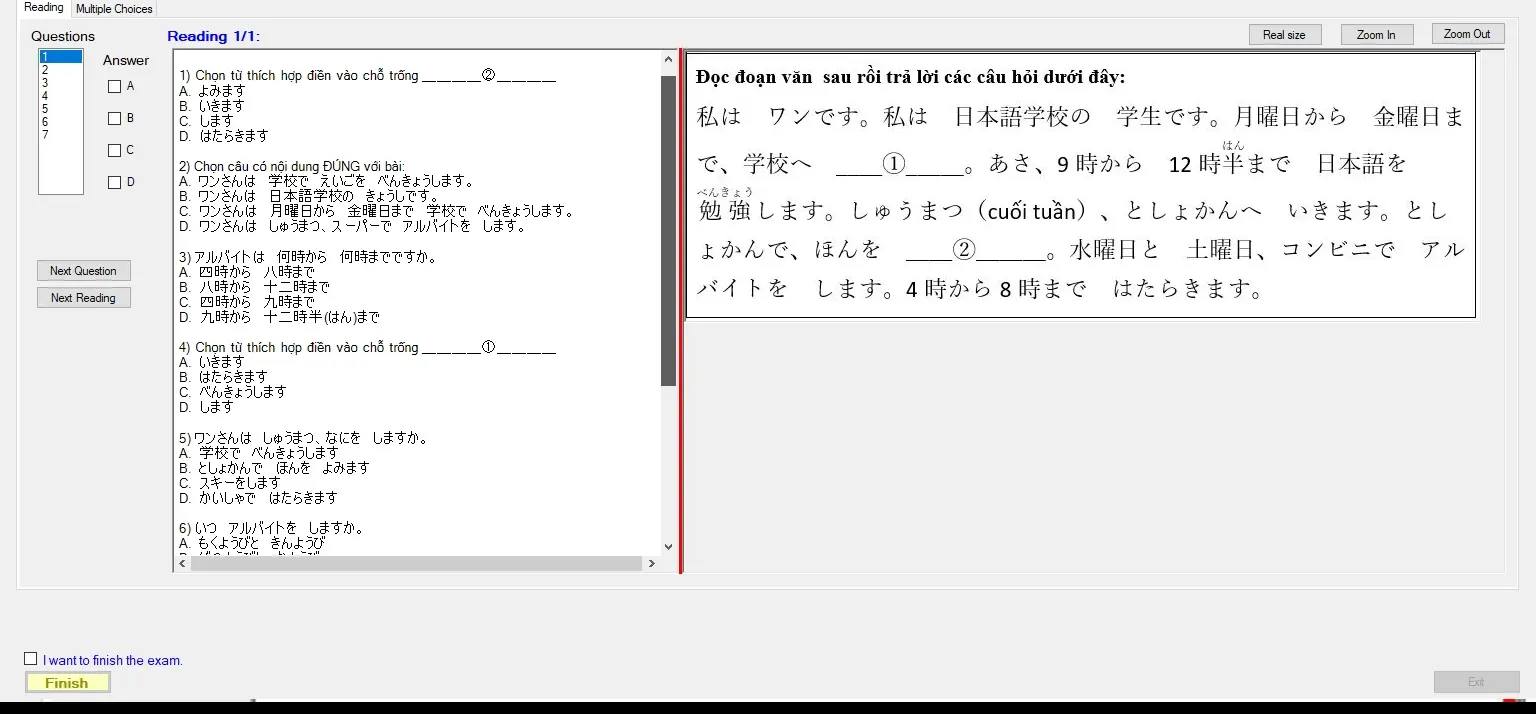 Reading
Multiple Choices
Questions
Reading 1/1:
Real size
Zoom In
Zoom Out
1
2
3
4
5
6
7
Answer
A
B
C
D
Next Question
Next Reading
1) Chọn từ thích hợp điền vào chỗ trống ________②________
A. よみます
B. いきます
C. します
D. はたらきます
2) Chọn câu có nội dung ĐÚNG với bài:
A. ワンさんは 学校で えいごを べんきょうします。
B. ワンさんは 日本語学校の きょうしです。
C. ワンさんは 月曜日から 金曜日まで 学校で べんきょうします。
D. ワンさんは しゅうまつ、スーパーで アルバイトを します。
3) アルバイトは 何時から 何時までですか。
A. 四時から 八時まで
B. 八時から 十二時まで
C. 四時から 九時まで
D. 九時から 十二時半(はん)まで
4) Chọn từ thích hợp điền vào chỗ trống ________①________
A. いきます
B. はたらきます
C. べんきょうします
D. します
5) ワンさんは しゅうまつ、なにを しますか。
A. 学校で べんきょうします
B. としょかんで ほんを よみます
C. スキーをします
D. かいしゃで はたらきます
6) いつ アルバイトを しますか。
A. もくようびと きんようび
Đọc đoạn văn sau rồi trả lời các câu hỏi dưới đây:
私は ワンです。私は 日本語学校の 学生です。月曜日から 金曜日ま
はん
で、学校へ ____①_____。あさ、9時から 12時半まで 日本語を
べんきょう
勉強します。しゅうまつ（cuối tuần）、としょかんへ いきます。とし
ょかんで、ほんを ____②______。水曜日と 土曜日、コンビニで アル
バイトを します。4時から8時まで はたらきます。
I want to finish the exam.
Finish
Exit